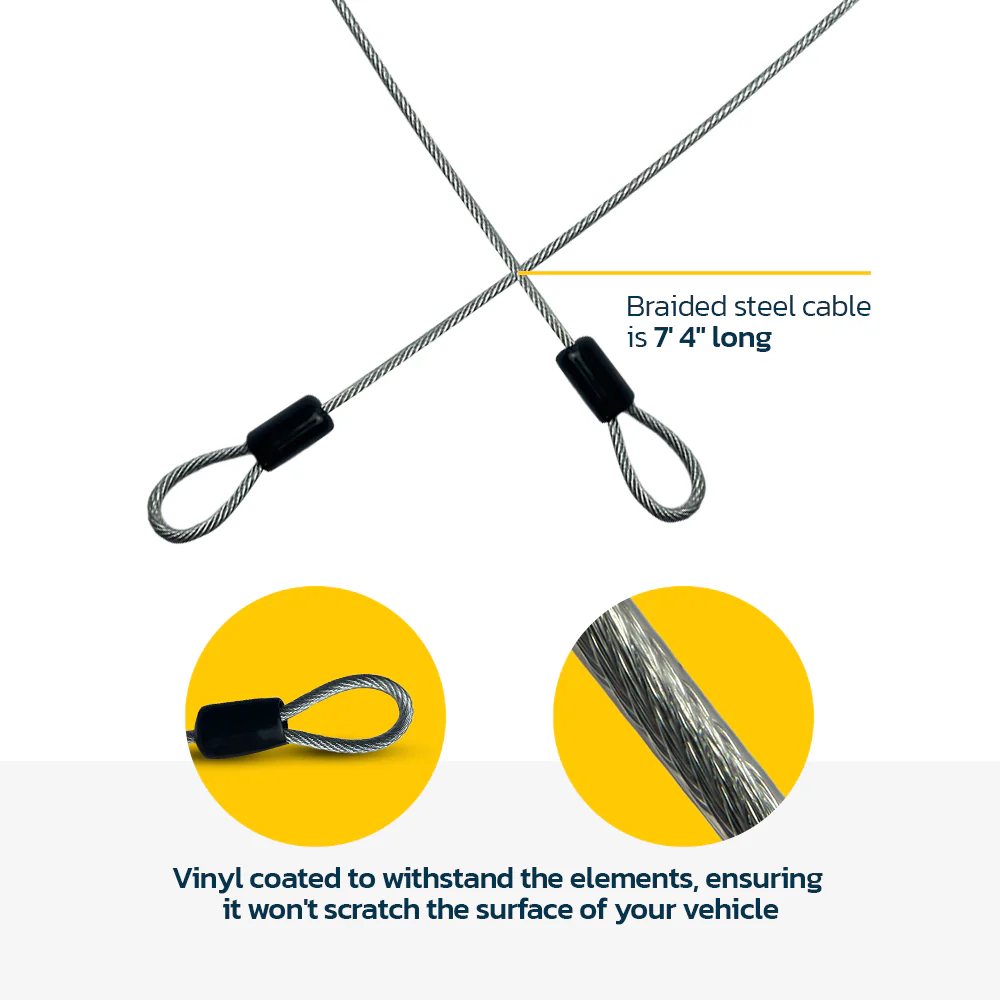 Braided steel cable
is 7' 4" long
Vinyl coated to withstand the elements, ensuring
it won't scratch the surface of your vehicle